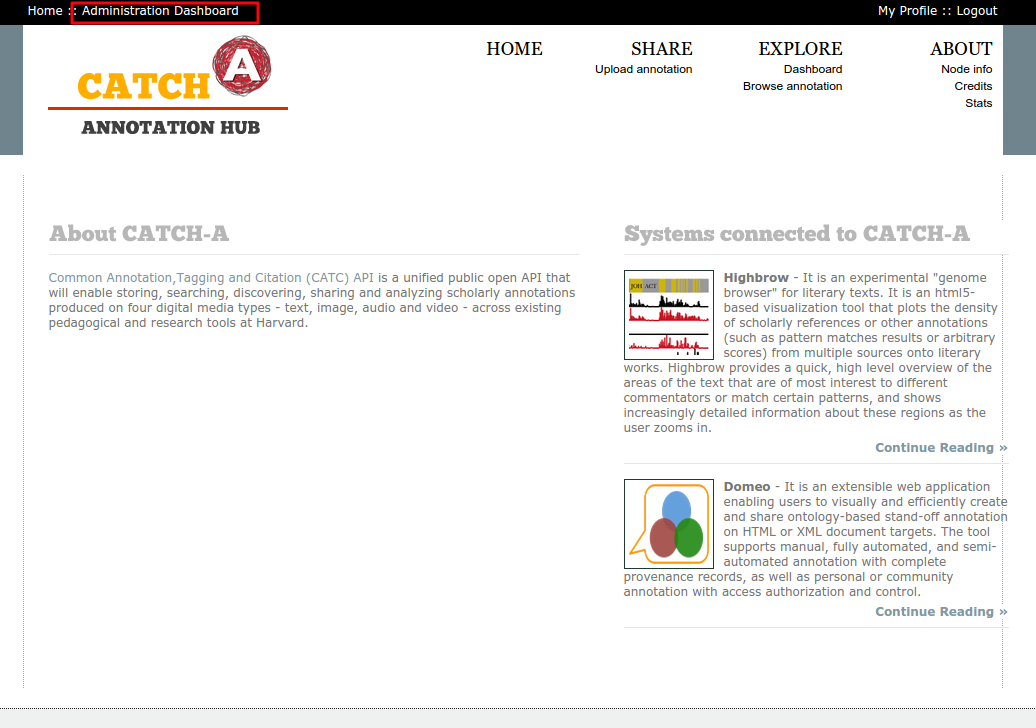 Home :: Administration Dashboard
My Profile :: Logout
CATCH A
ANNOTATION HUB
HOME
SHARE
Upload annotation
EXPLORE
Dashboard
Browse annotation
ABOUT
Node info
Credits
Stats
About CATCH-A
Common Annotation,Tagging and Citation (CATC) API is a unified public open API that
will enable storing, searching, discovering, sharing and analyzing scholarly annotations
produced on four digital media types - text, image, audio and video - across existing
pedagogical and research tools at Harvard.
Systems connected to CATCH-A
JOH ACT
Highbrow - It is an experimental "genome
browser" for literary texts. It is an html5-
based visualization tool that plots the density
of scholarly references or other annotations
(such as pattern matches results or arbitrary
scores) from multiple sources onto literary
works. Highbrow provides a quick, high level overview of the
areas of the text that are of most interest to different
commentators or match certain patterns, and shows
increasingly detailed information about these regions as the
user zooms in.
Continue Reading »
Domeo - It is an extensible web application
enabling users to visually and efficiently create
and share ontology-based stand-off annotation
on HTML or XML document targets. The tool
supports manual, fully automated, and semi-
automated annotation with complete
provenance records, as well as personal or community
annotation with access authorization and control.
Continue Reading »